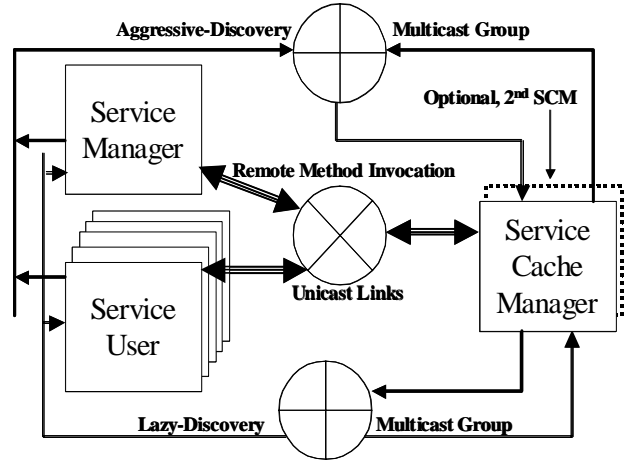 Aggressive-Discovery
Multicast Group
Optional, 2nd SCM
Service
Manager
Remote Method Invocation
Service
Cache
Manager
Unicast Links
Service
User
Lazy-Discovery
Multicast Group